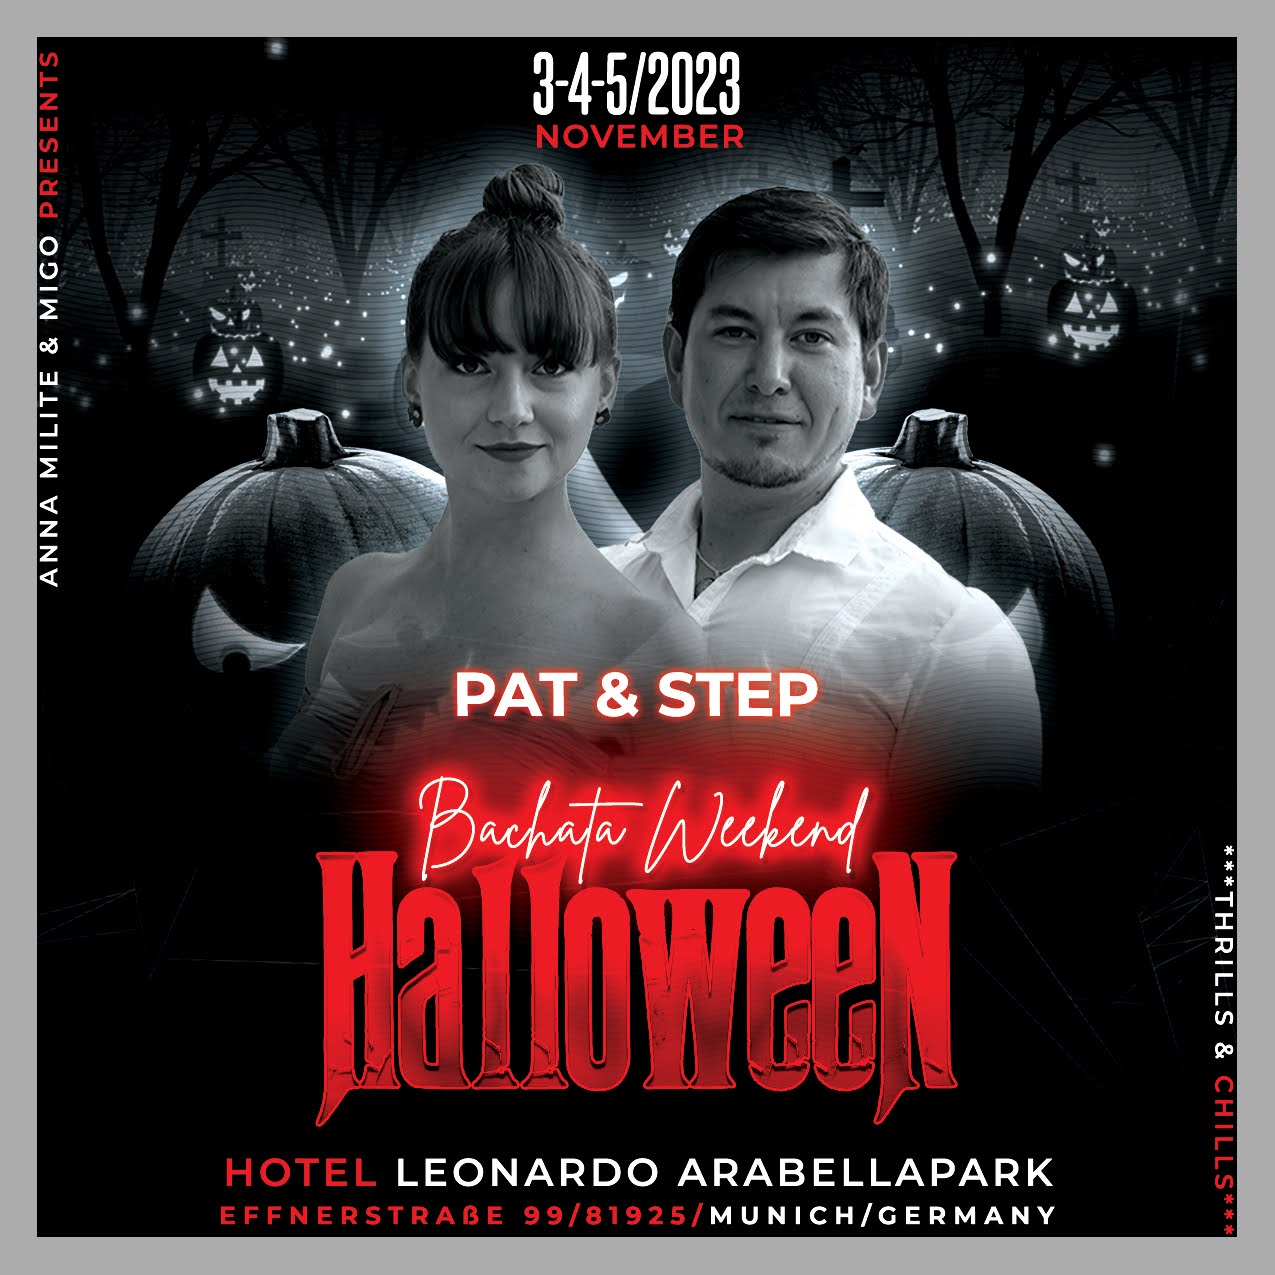 3-4-5/2023
NOVEMBER
ANNA MILITE & MIGO PRESENTS
PAT & STEP
Bachata Weekend
HalloweeN
***THRILLS & CHILLS***
HOTEL LEONARDO ARABELLAPARK
EFFNERSTRAßE 99/81925/MUNICH/GERMANY